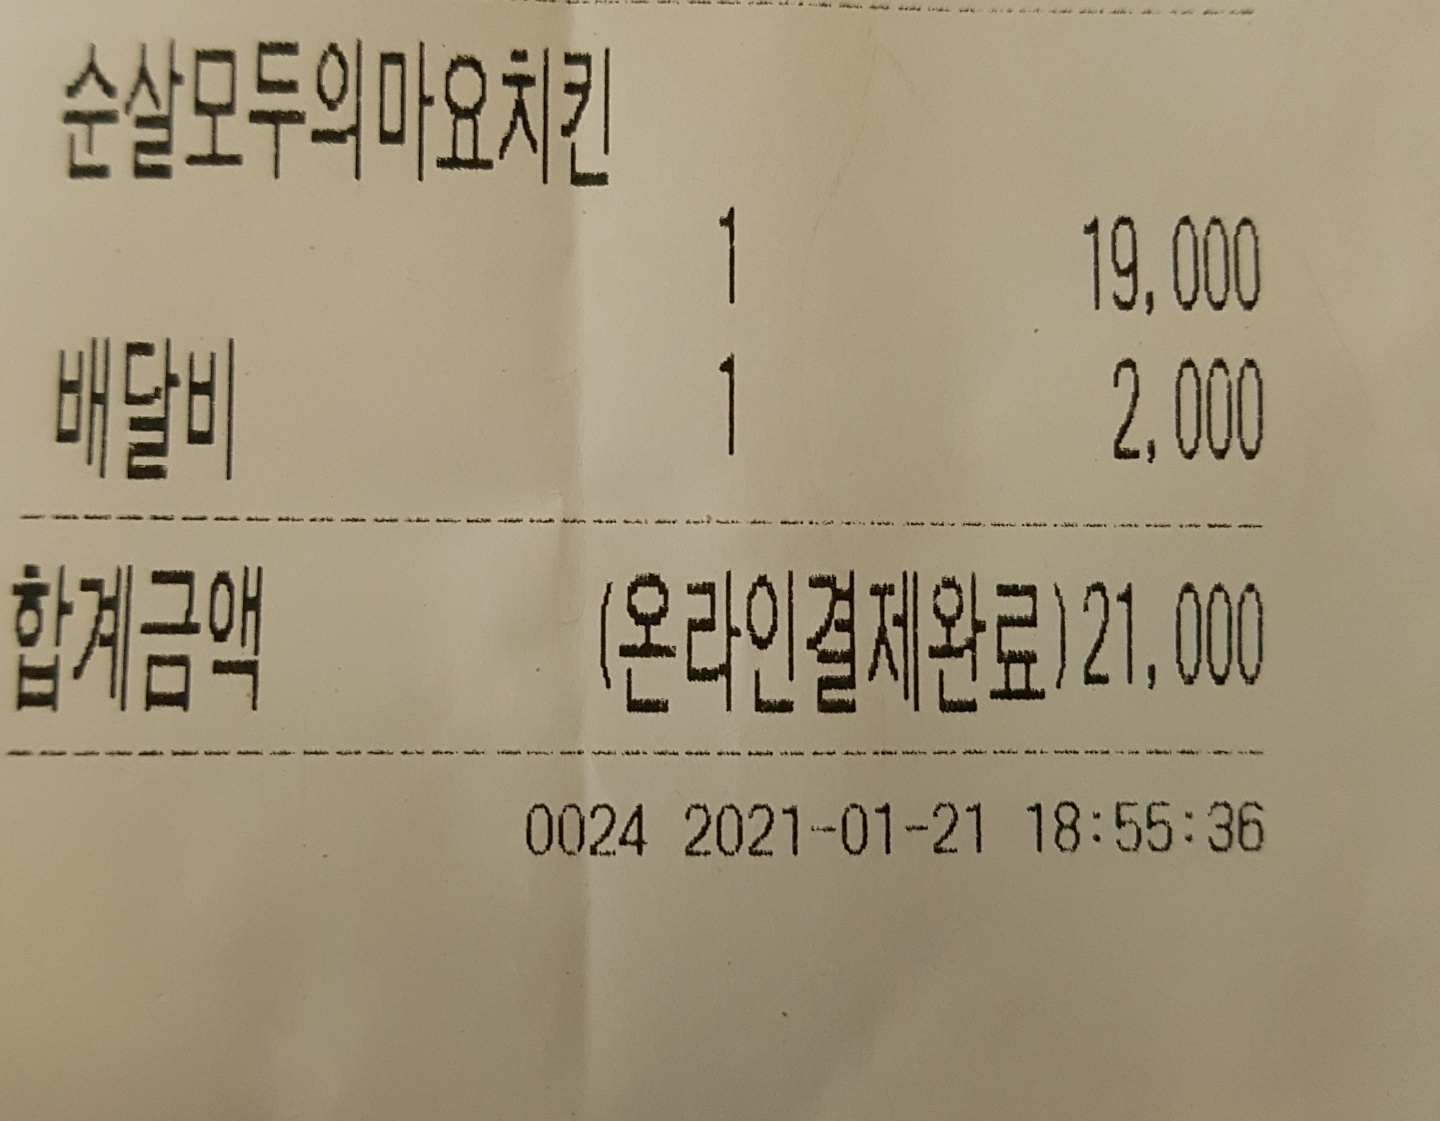 순살모두의마요치킨
1 19,000
배달비 1 2,000
합계금액 (온라인결제완료)21,000
0024 2021-01-21 18:55:36